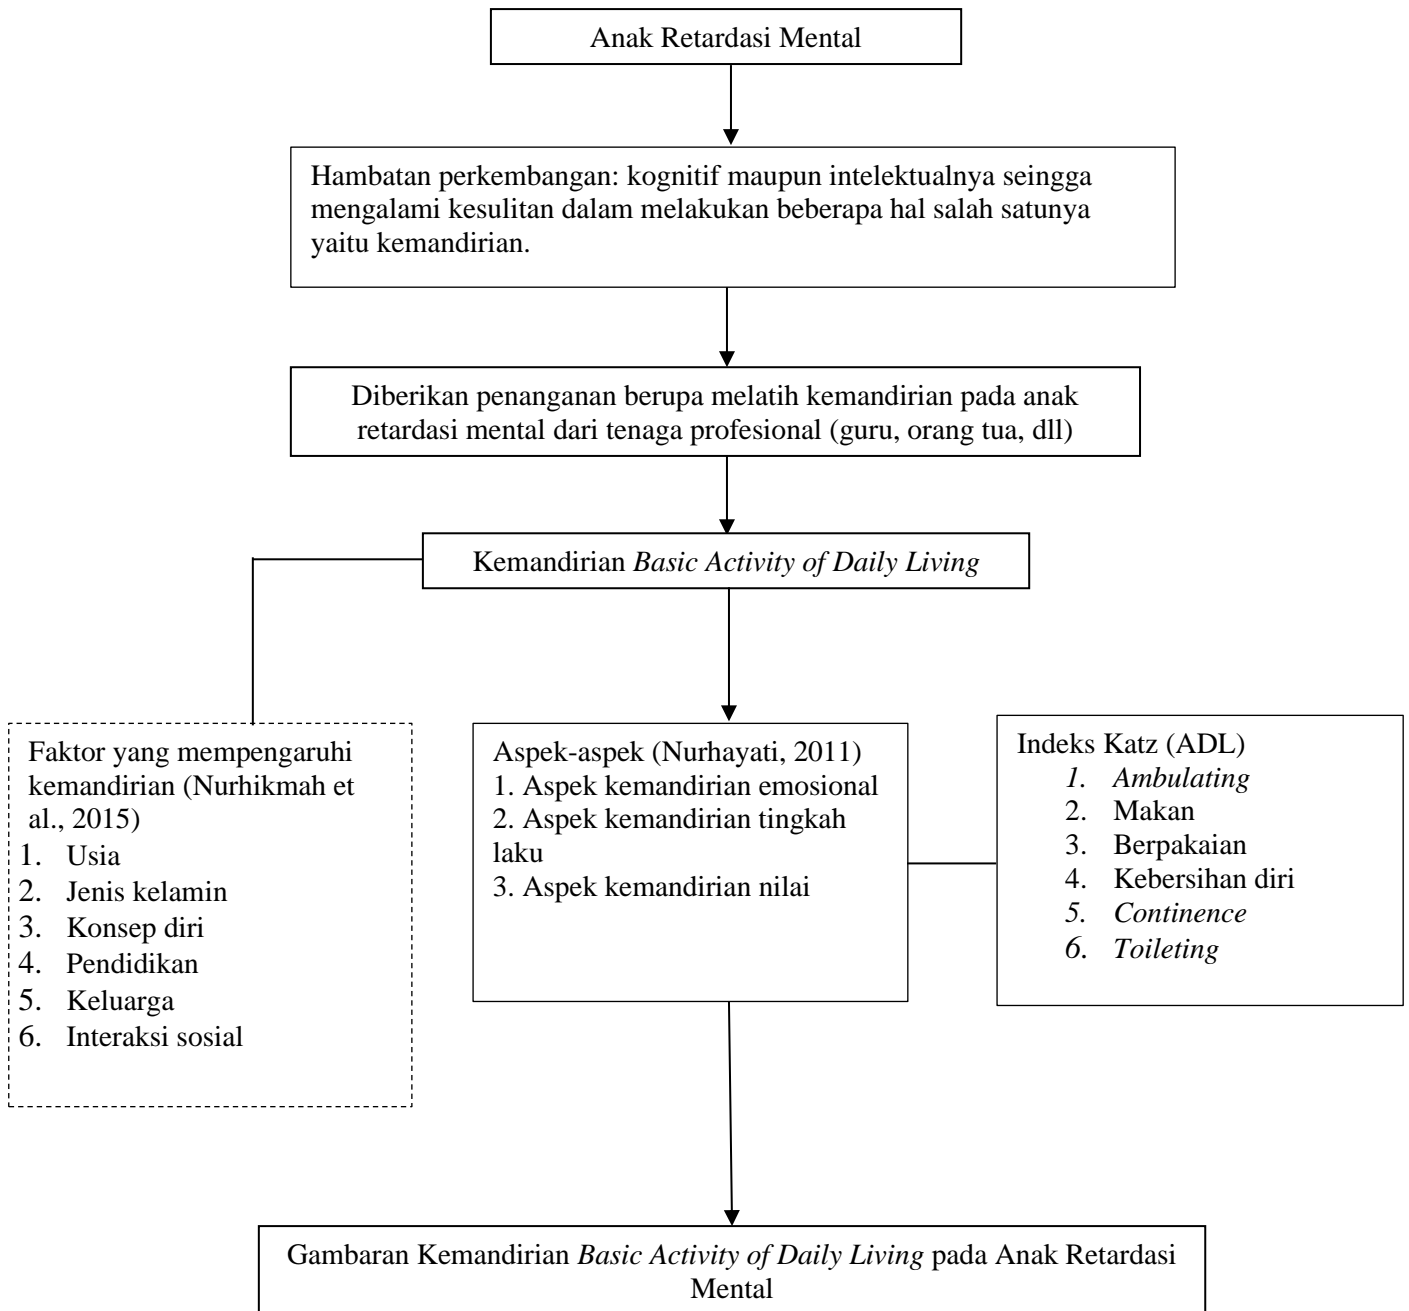 Anak Retardasi Mental
Hambatan perkembangan: kognitif maupun intelektualnya seingga
mengalami kesulitan dalam melakukan beberapa hal salah satunya
yaitu kemandirian.
Diberikan penanganan berupa melatih kemandirian pada anak
retardasi mental dari tenaga profesional (guru, orang tua, dll)
Kemandirian Basic Activity of Daily Living
Faktor yang mempengaruhi
kemandirian (Nurhikmah et
al., 2015)
1. Usia
2. Jenis kelamin
3. Konsep diri
4. Pendidikan
5. Keluarga
6. Interaksi sosial
Aspek-aspek (Nurhayati, 2011)
1. Aspek kemandirian emosional
2. Aspek kemandirian tingkah
laku
3. Aspek kemandirian nilai
Indeks Katz (ADL)
1. Ambulating
2. Makan
3. Berpakaian
4. Kebersihan diri
5. Continence
6. Toileting
Gambaran Kemandirian Basic Activity of Daily Living pada Anak Retardasi
Mental